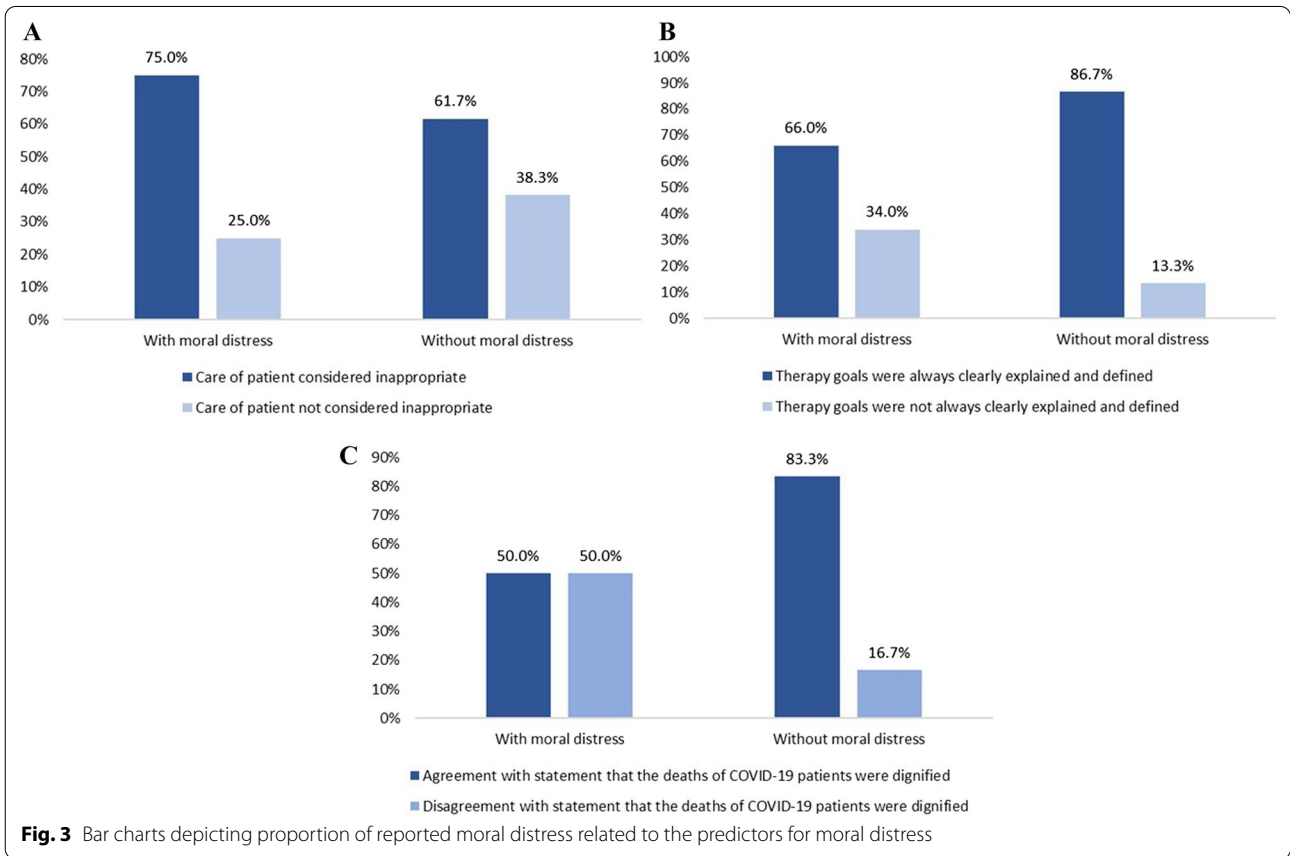 A
80%
70%
60%
50%
40%
30%
20%
10%
0%
75.0%
25.0%
61.7%
38.3%
With moral distress
Without moral distress
Care of patient considered inappropriate
Care of patient not considered inappropriate
B
100%
90%
80%
70%
60%
50%
40%
30%
20%
10%
0%
66.0%
34.0%
86.7%
13.3%
With moral distress
Without moral distress
Therapy goals were always clearly explained and defined
Therapy goals were not always clearly explained and defined
C
90%
80%
70%
60%
50%
40%
30%
20%
10%
0%
50.0%
50.0%
83.3%
16.7%
With moral distress
Without moral distress
Agreement with statement that the deaths of COVID-19 patients were dignified
Disagreement with statement that the deaths of COVID-19 patients were dignified
Fig. 3 Bar charts depicting proportion of reported moral distress related to the predictors for moral distress